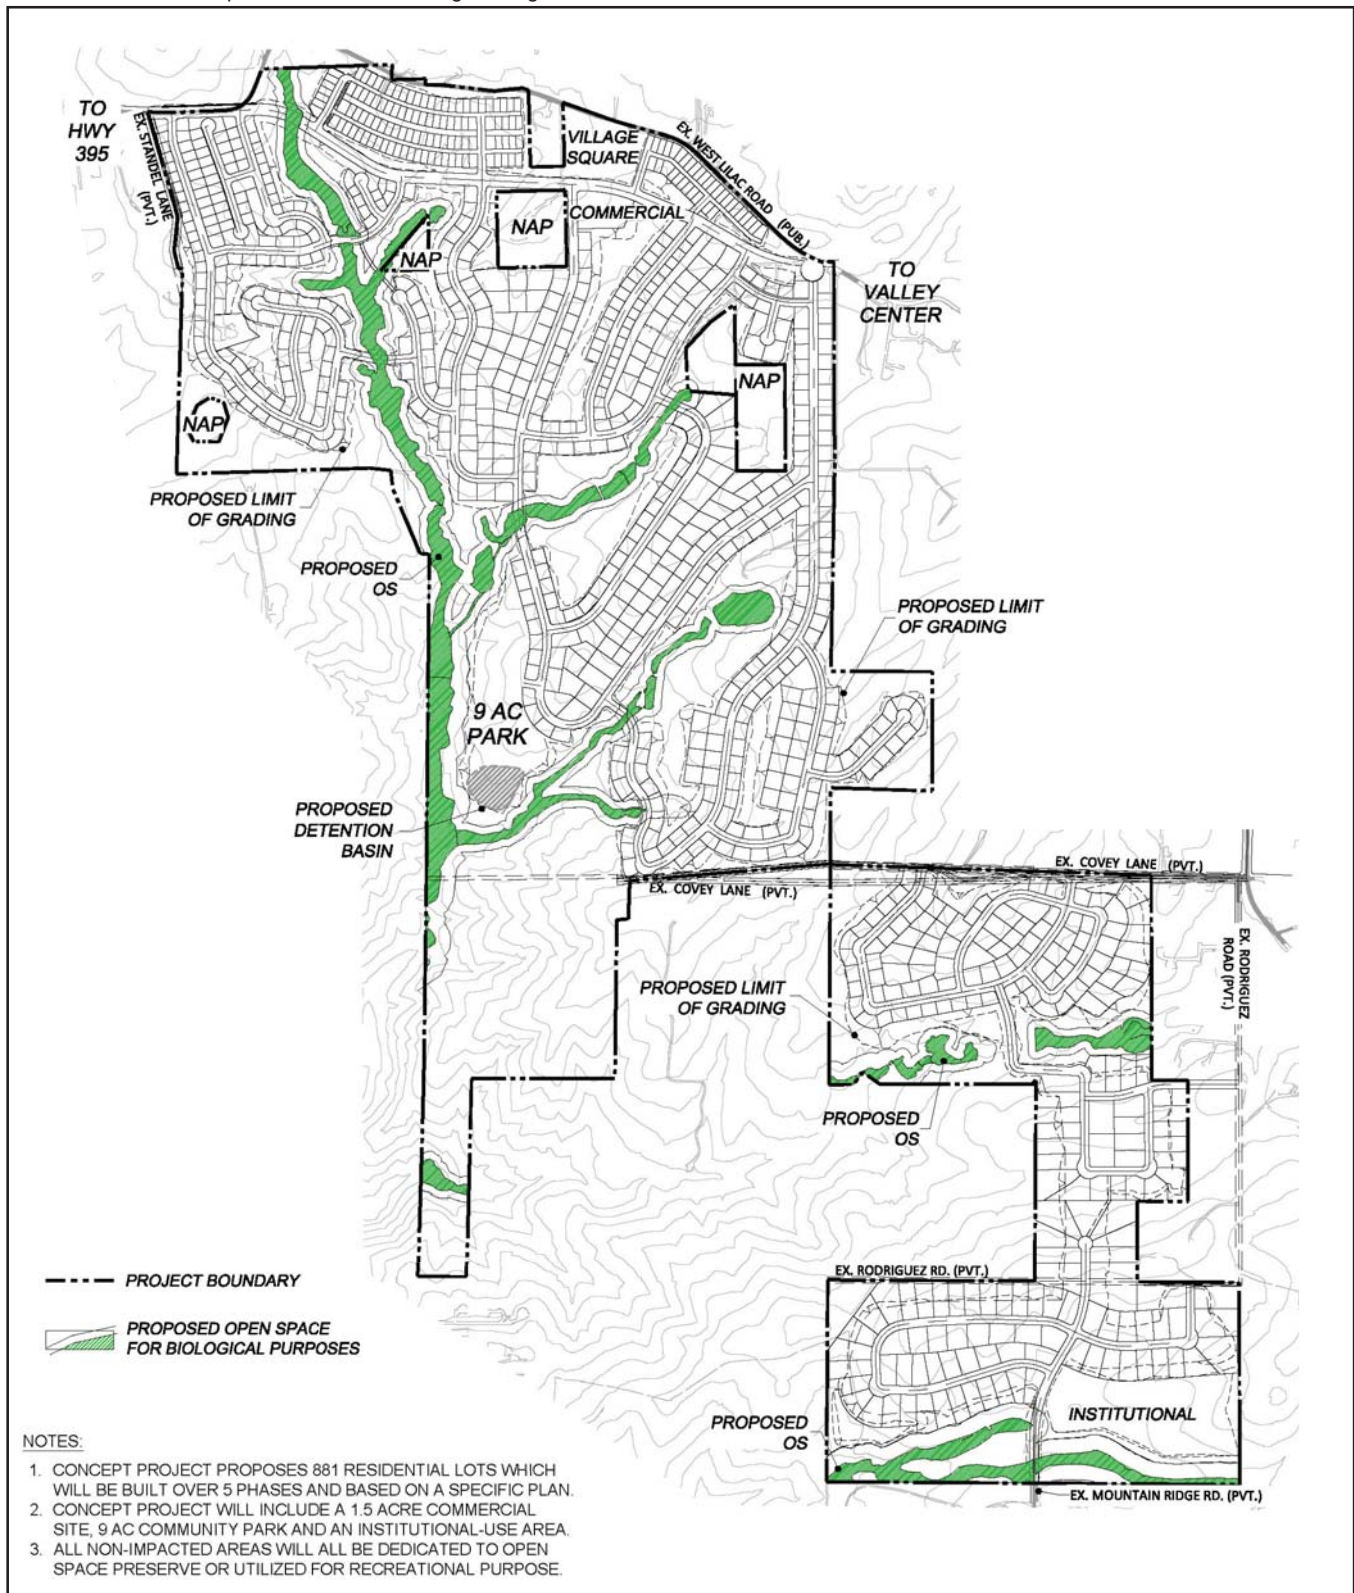 TO
HWY
395
EX. STANDEL LANE
(PVT.)
VILLAGE
SQUARE
EX. WEST LILAC ROAD (PUB.)
COMMERCIAL
NAP
NAP
TO
VALLEY
CENTER
NAP
NAP
PROPOSED LIMIT
OF GRADING
PROPOSED
OS
PROPOSED LIMIT
OF GRADING
9 AC
PARK
PROPOSED
DETENTION
BASIN
EX. COVEY LANE (PVT.)
EX. COVEY LANE (PVT.)
EX. RODRIGUEZ
ROAD (PVT.)
PROPOSED LIMIT
OF GRADING
PROPOSED
OS
EX. RODRIGUEZ RD. (PVT.)
PROJECT BOUNDARY
PROPOSED OPEN SPACE
FOR BIOLOGICAL PURPOSES
INSTITUTIONAL
PROPOSED
OS
EX. MOUNTAIN RIDGE RD. (PVT.)
NOTES:
1. CONCEPT PROJECT PROPOSES 881 RESIDENTIAL LOTS WHICH
WILL BE BUILT OVER 5 PHASES AND BASED ON A SPECIFIC PLAN.
2. CONCEPT PROJECT WILL INCLUDE A 1.5 ACRE COMMERCIAL
SITE, 9 AC COMMUNITY PARK AND AN INSTITUTIONAL-USE AREA.
3. ALL NON-IMPACTED AREAS WILL ALL BE DEDICATED TO OPEN
SPACE PRESERVE OR UTILIZED FOR RECREATIONAL PURPOSE.